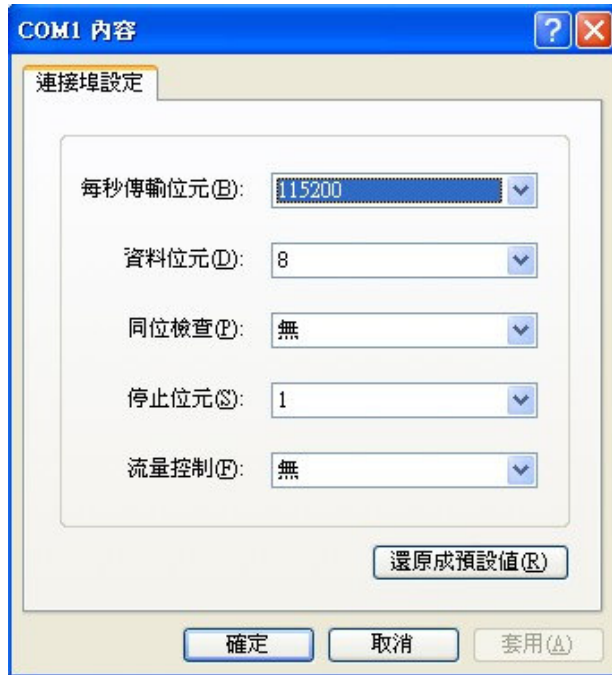 COM1 內容
連接埠設定
每秒傳輸位元(B): 115200
資料位元(D): 8
同位檢查(P): 無
停止位元(S): 1
流量控制(F): 無
還原成預設值(R)
確定 取消 套用(A)